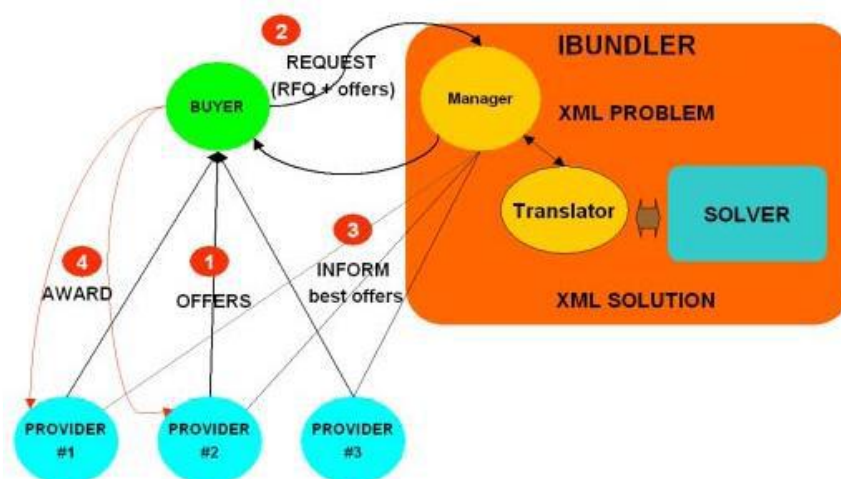 2
IBUNDLER
REQUEST
(RFQ + offers)
BUYER
Manager
XML PROBLEM
Translator
SOLVER
3
4
1
INFORM
best offers
AWARD
OFFERS
XML SOLUTION
PROVIDER
#1
PROVIDER
#2
PROVIDER
#3